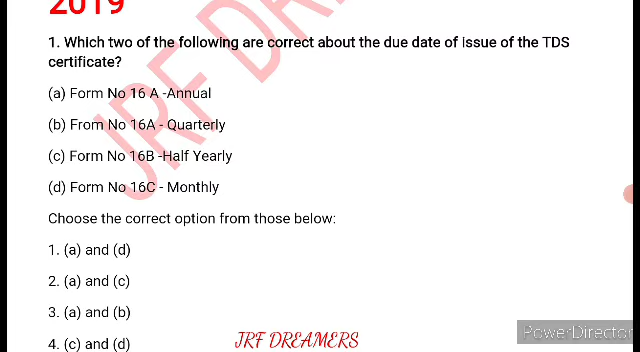 2019
1. Which two of the following are correct about the due date of issue of the TDS
certificate?
(a) Form No 16 A -Annual
(b) From No 16A - Quarterly
(c) Form No 16B -Half Yearly
(d) Form No 16C - Monthly
Choose the correct option from those below:
1. (a) and (d)
2. (a) and (c)
3. (a) and (b)
4. (c) and (d)
JRF DREAMERS
JRF DRE
PowerDirector